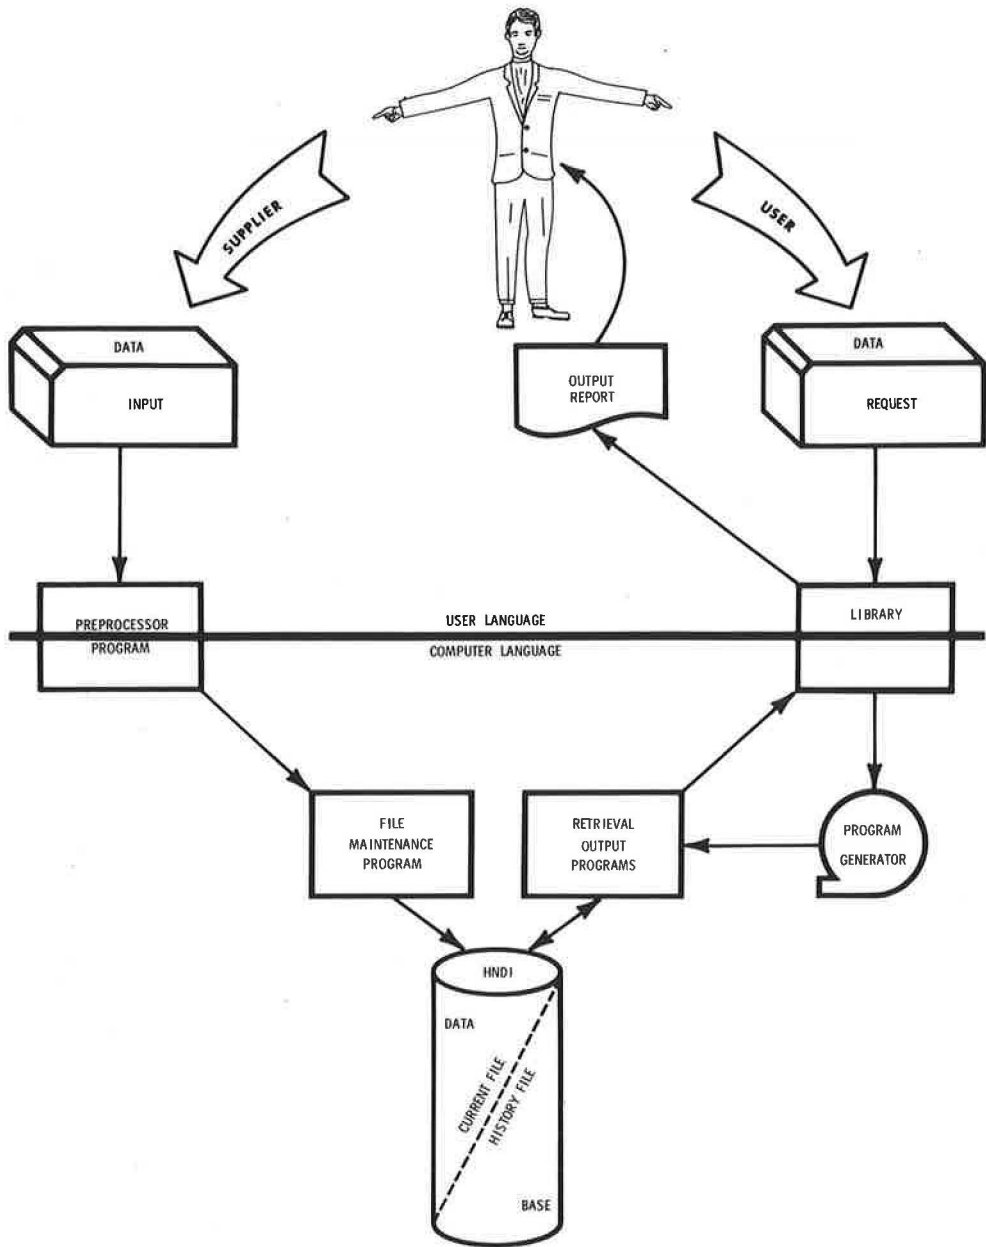 SUPPLIER
USER
DATA
INPUT
OUTPUT
REPORT
DATA
REQUEST
PREPROCESSOR
PROGRAM
USER LANGUAGE
COMPUTER LANGUAGE
LIBRARY
FILE
MAINTENANCE
PROGRAM
RETRIEVAL
OUTPUT
PROGRAMS
PROGRAM
GENERATOR
HNDI
DATA
CURRENT FILE
HISTORY FILE
BASE